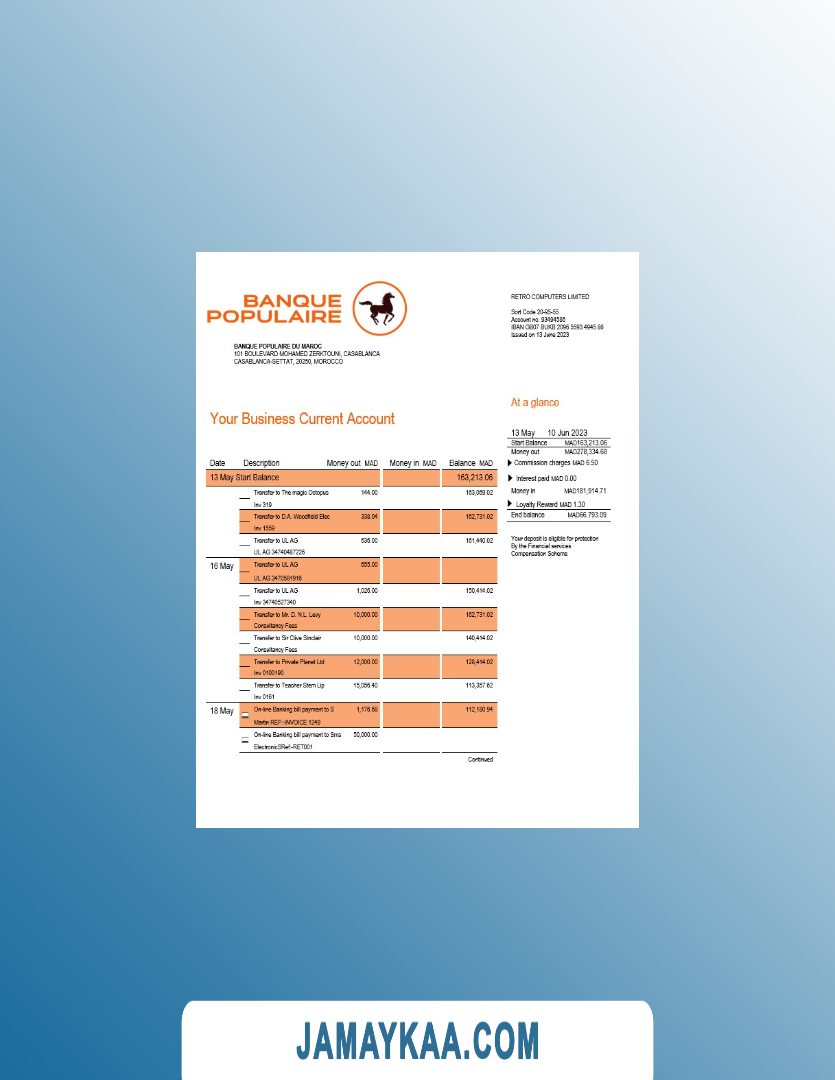 BANQUE
POPULAIRE
BANQUE POPULAIRE DU MAROC
101 BOULEVARD MOHAMED ZERKTOUNI, CASABLANCA
CASABLANCA-SETTAT, 20250, MOROCCO
RETRO COMPUTERS LIMITED
Sort Code 20-95-55
Account no. 93494585
IBAN GB07 BUKB 2096 5593 4945 86
Issued on 13 June 2023
At a glance
13 May 10 Jun 2023
Start Balance MAD163,213.06
Money out MAD278,334.68
Commission charges MAD 6.50
Interest paid MAD 0.00
Money in MAD181,914.71
Loyalty Reward MAD 1.30
End balance MAD66.793.09
Your deposit is eligible for protection
By the Financial services
Compensation Scheme
Your Business Current Account
Date Description Money out MAD Money in MAD Balance MAD
13 May Start Balance 163,213.06
Transfer to The magic Octopus 144.00 163,069.02
Inv 319
Transfer to D.A. Woodfield Elec 338.04 162,731.02
Inv 1559
Transfer to UL AG 636.00 161,440.02
UL AG 34740487226
16 May Transfer to UL AG 655.00
UL AG 3470581916
Transfer to UL AG 1,026.00 150,414.02
Inv 34740527340
Transfer to Mr. D. N.L. Levy 10,000.00 162,731.02
Consultancy Fees
Transfer to Sir Clive Sinclair 10,000.00 140,414.02
Consultancy Fees
Transfer to Private Planet Ltd 12,000.00 128,414.02
Inv 0100190
Transfer to Teacher Stern Llp 15,056.40 113,357.62
Inv 0161
18 May On-line Banking bill payment to S 1,176.68 112,180.94
Martin REF:-INVOICE 1249
On-line Banking bill payment to Sms 50,000.00
ElectronicSRef:-RET001
Continued
JAMAYKAA.COM